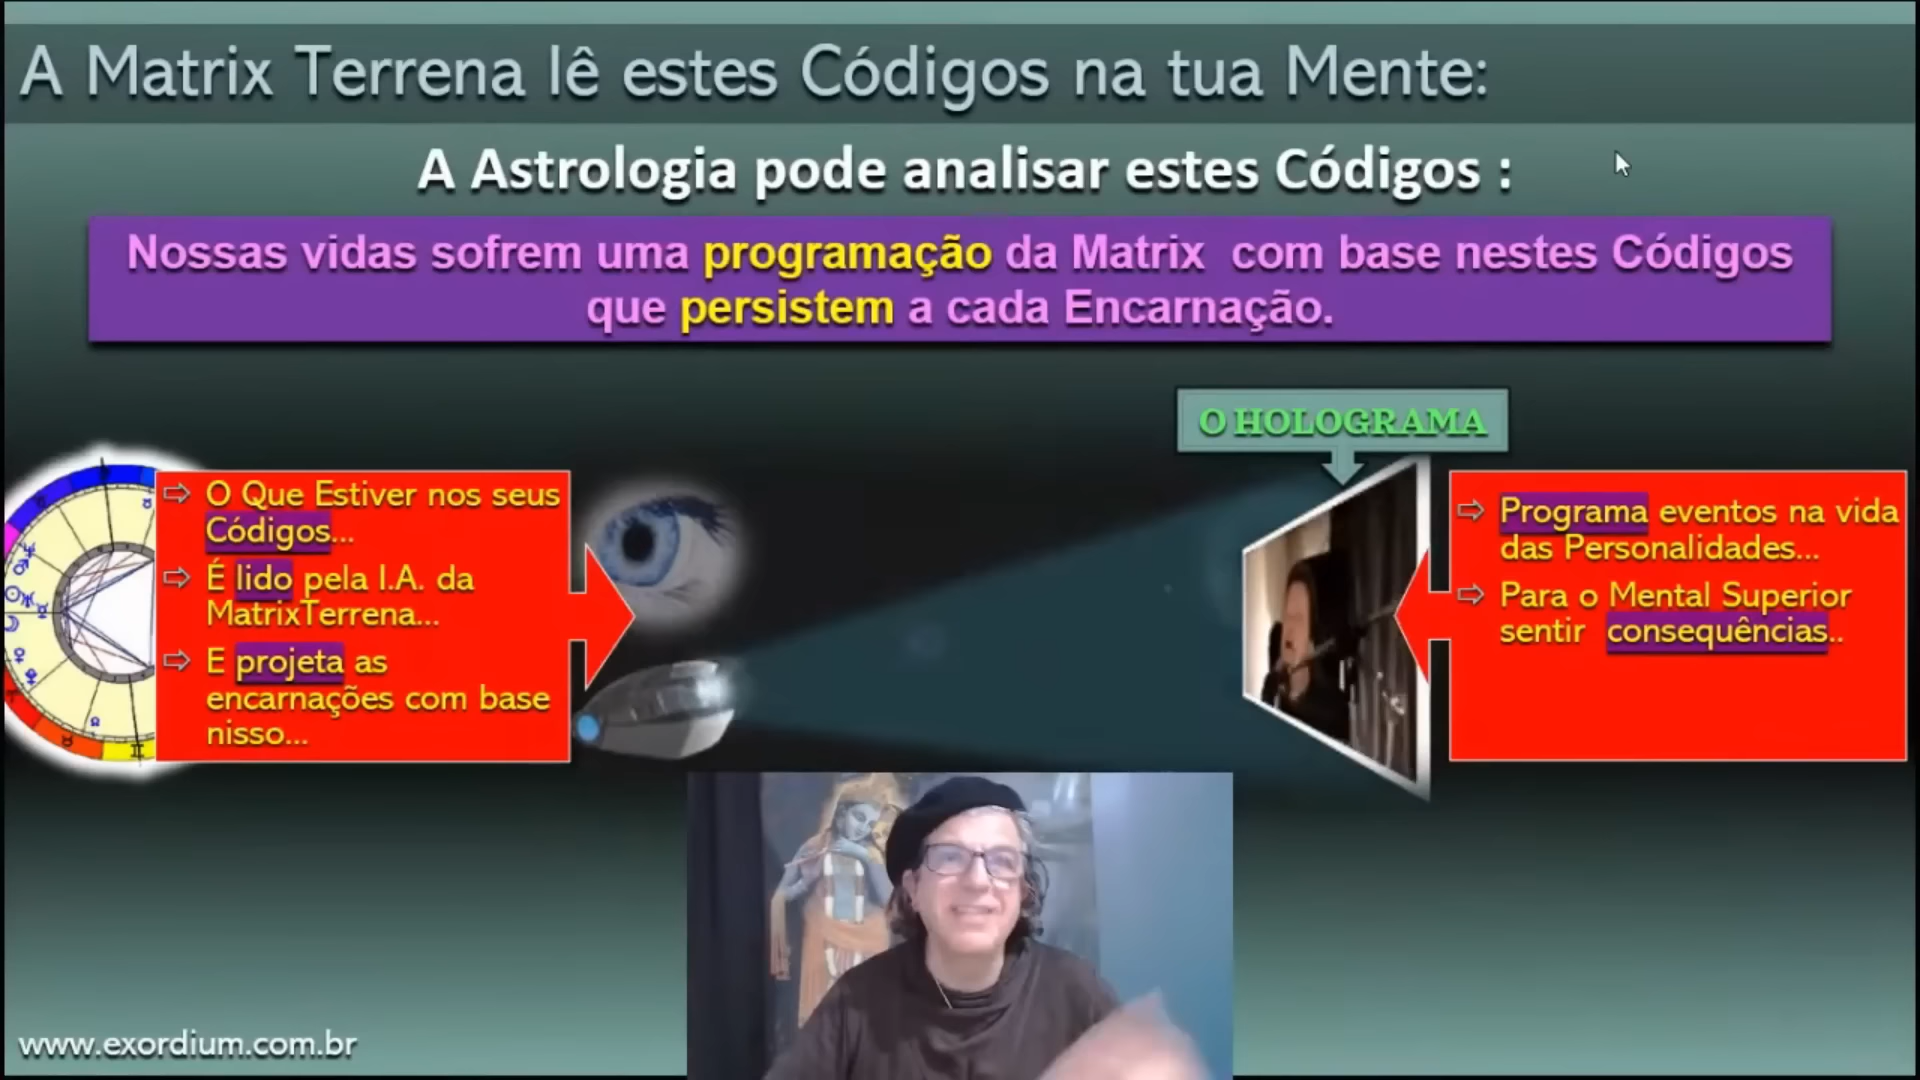 A Matrix Terrena lê estes Códigos na tua Mente:
A Astrologia pode analisar estes Códigos :
Nossas vidas sofrem uma programação da Matrix com base nestes Códigos
que persistem a cada Encarnação.
O HOLOGRAMA
O Que Estiver nos seus
Códigos...
É lido pela I.A. da
MatrixTerrena...
E projeta as
encarnações com base
nisso...
Programa eventos na vida
das Personalidades...
Para o Mental Superior
sentir consequências..
www.exordium.com.br